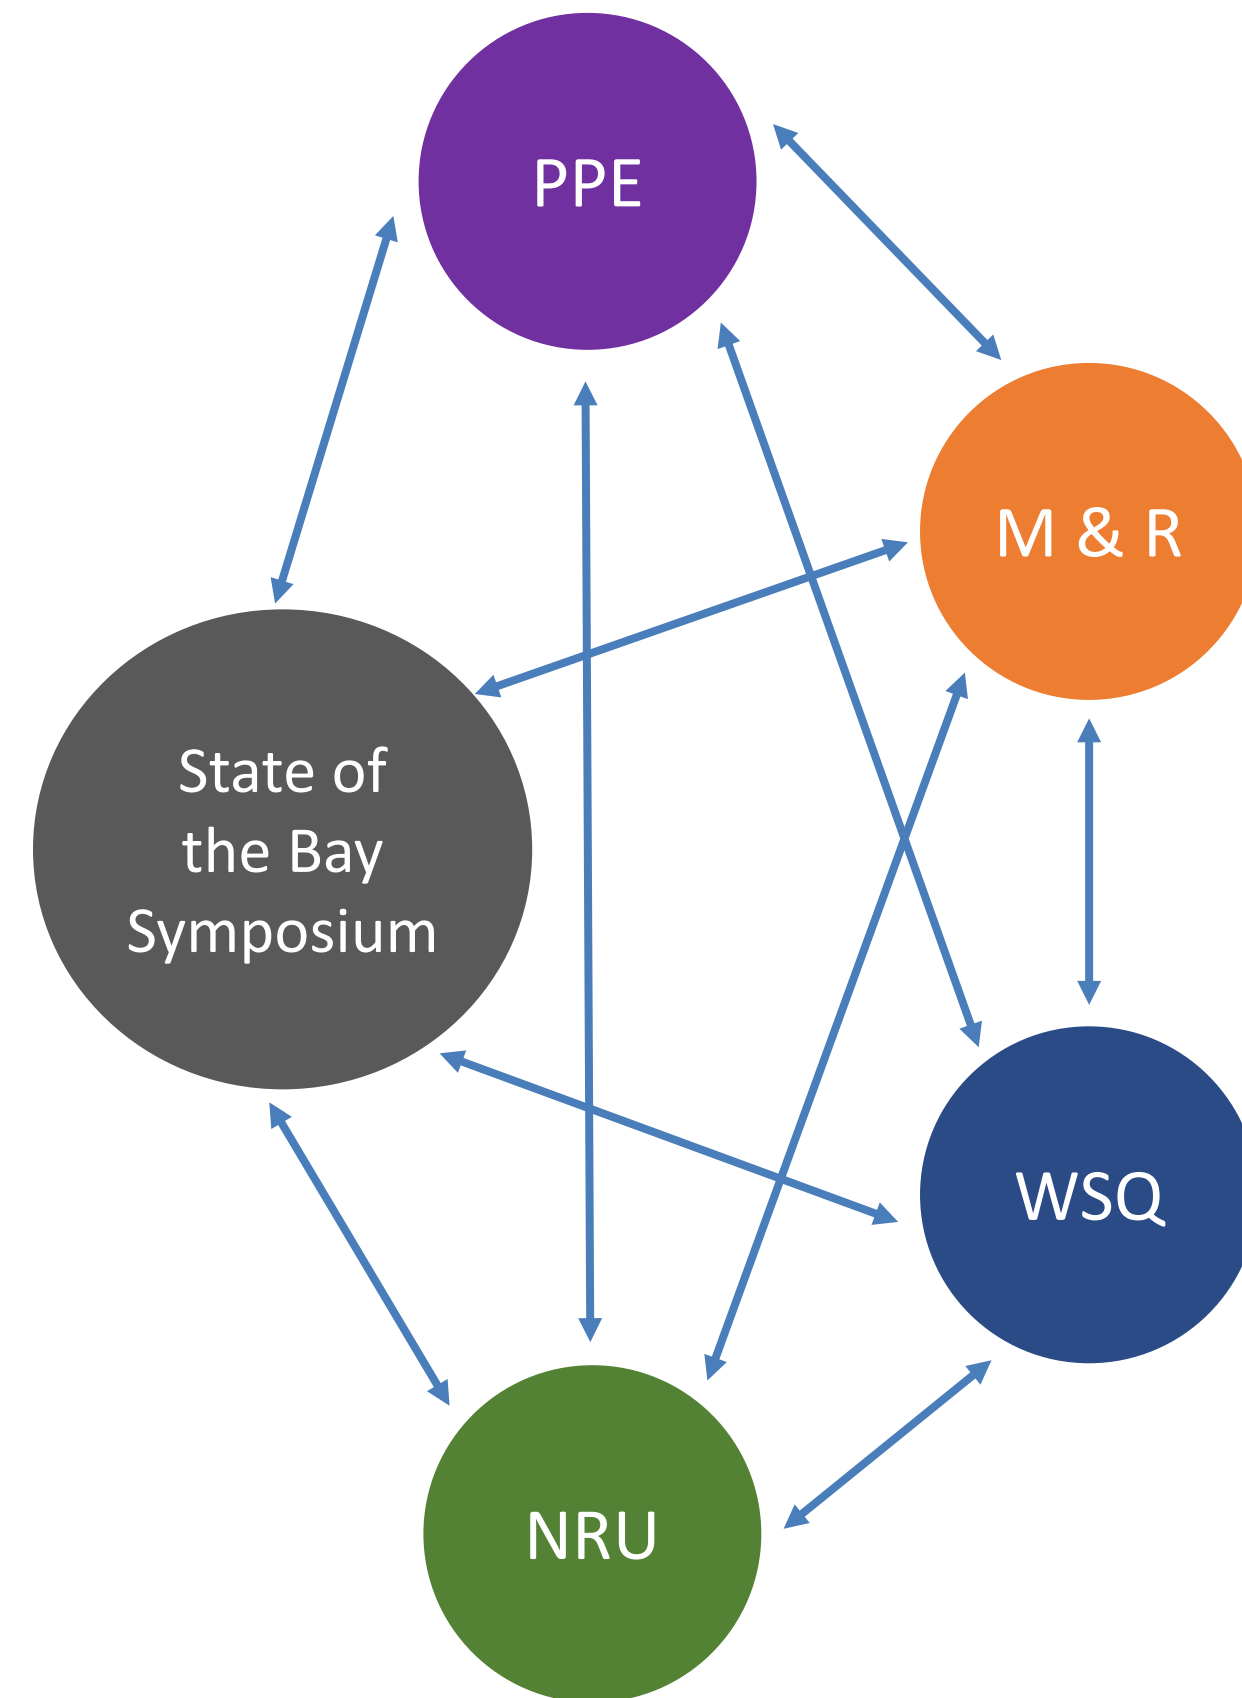 PPE
M & R
State of
the Bay
Symposium
WSQ
NRU